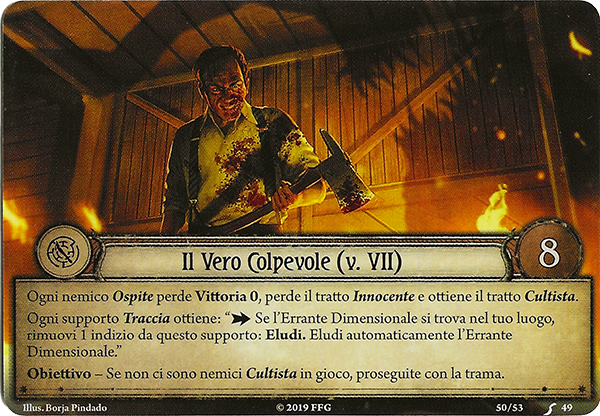 Il Vero Colpevole (v. VII)
8
Ogni nemico Ospite perde Vittoria 0, perde il tratto Innocente e ottiene il tratto Cultista.
Ogni supporto Traccia ottiene: “ Se l’Errante Dimensionale si trova nel tuo luogo,
rimuovi 1 indizio da questo supporto: Eludi. Eludi automaticamente l’Errante
Dimensionale.”
Obiettivo – Se non ci sono nemici Cultista in gioco, proseguite con la trama.
Illus. Borja Pindado
© 2019 FFG
50/53
49